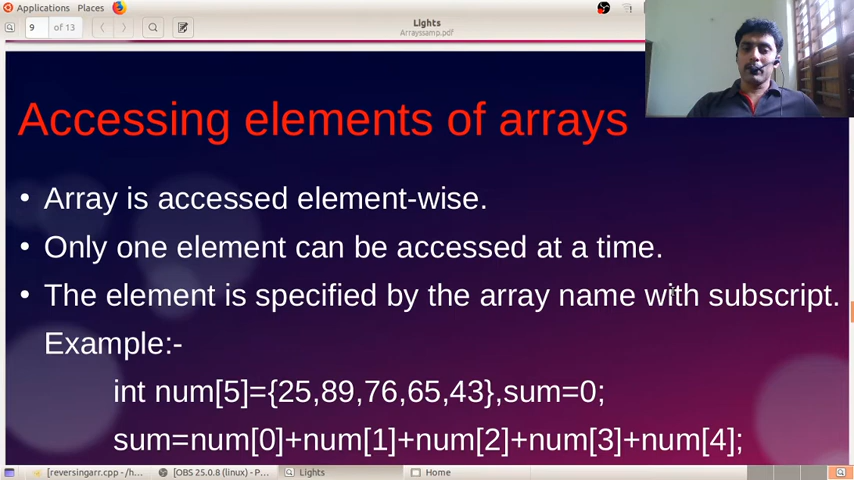 Applications Places
9 of 13
Lights
Arrayssamp.pdf
Accessing elements of arrays
• Array is accessed element-wise.
• Only one element can be accessed at a time.
• The element is specified by the array name with subscript.
Example:-
int num[5]={25,89,76,65,43},sum=0;
sum=num[0]+num[1]+num[2]+num[3]+num[4];
[reversingarr.cpp - /h... [OBS 25.0.8 (linux) - P... Lights Home